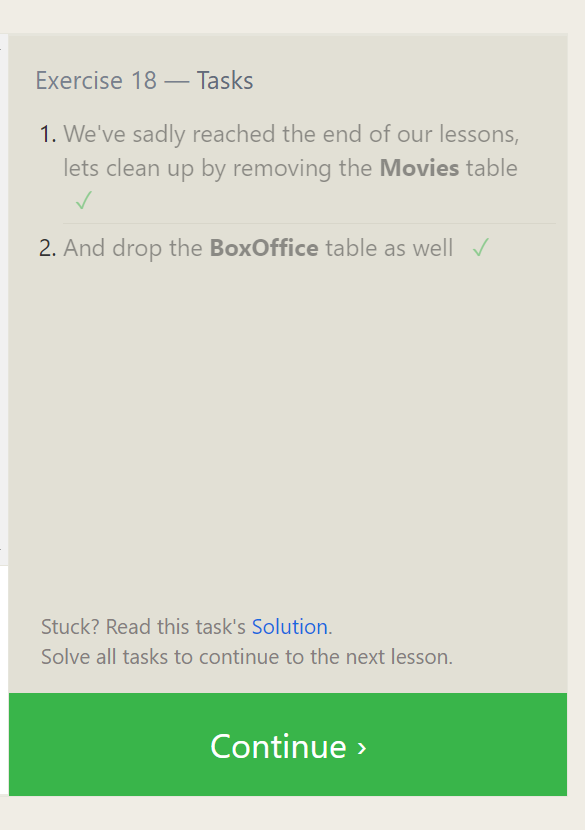 Exercise 18 — Tasks
1. We've sadly reached the end of our lessons,
lets clean up by removing the Movies table
✓
2. And drop the BoxOffice table as well ✓
Stuck? Read this task's Solution.
Solve all tasks to continue to the next lesson.
Continue ›